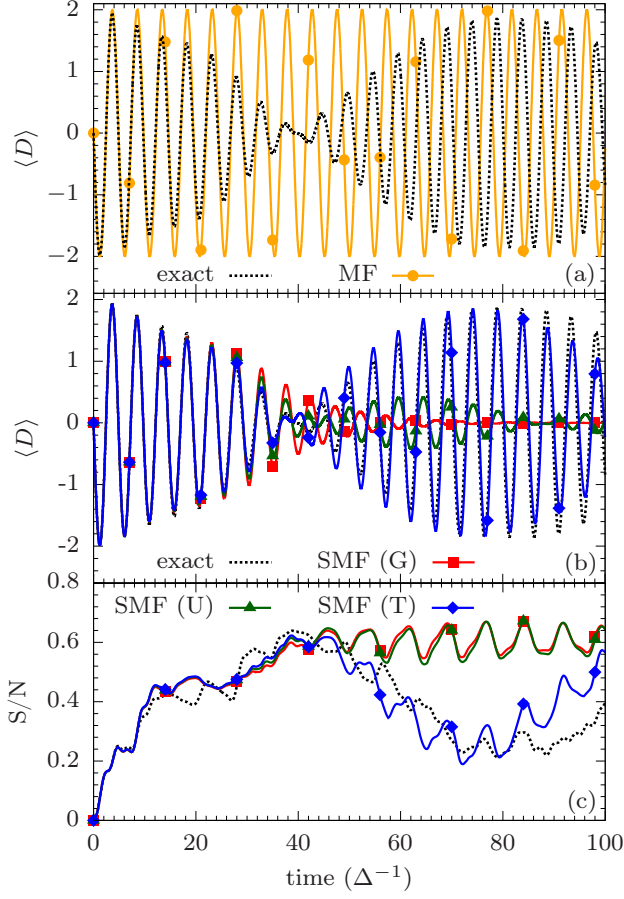 2
1
0
−1
−2
⟨D⟩
exact MF (a)
2
1
0
−1
−2
⟨D⟩
exact SMF (G) (b)
0.8
0.6
0.4
0.2
0
S/N
SMF (U) SMF (T)
(c)
0 20 40 60 80 100
time (Δ⁻¹)